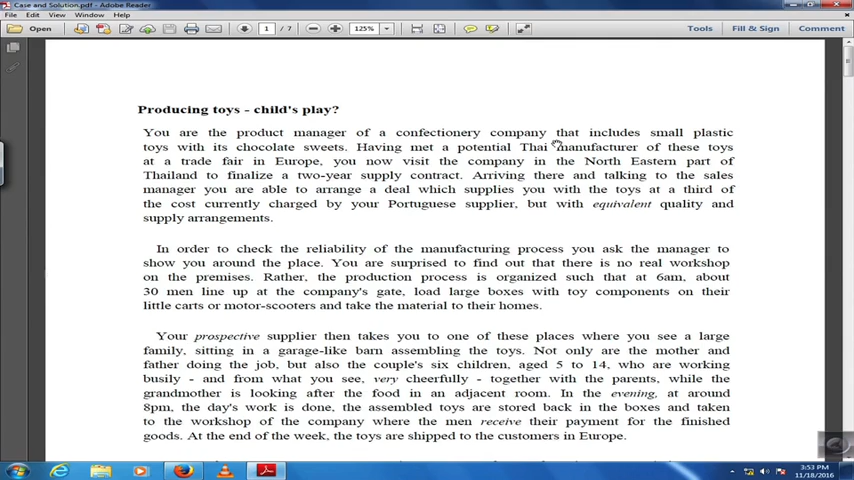 Case and Solution.pdf - Adobe Reader
File Edit View Window Help
Open 1 / 7 125% Tools Fill & Sign Comment
Producing toys - child's play?
You are the product manager of a confectionery company that includes small plastic
toys with its chocolate sweets. Having met a potential Thai manufacturer of these toys
at a trade fair in Europe, you now visit the company in the North Eastern part of
Thailand to finalize a two-year supply contract. Arriving there and talking to the sales
manager you are able to arrange a deal which supplies you with the toys at a third of
the cost currently charged by your Portuguese supplier, but with equivalent quality and
supply arrangements.
In order to check the reliability of the manufacturing process you ask the manager to
show you around the place. You are surprised to find out that there is no real workshop
on the premises. Rather, the production process is organized such that at 6am, about
30 men line up at the company's gate, load large boxes with toy components on their
little carts or motor-scooters and take the material to their homes.
Your prospective supplier then takes you to one of these places where you see a large
family, sitting in a garage-like barn assembling the toys. Not only are the mother and
father doing the job, but also the couple's six children, aged 5 to 14, who are working
busily - and from what you see, very cheerfully - together with the parents, while the
grandmother is looking after the food in an adjacent room. In the evening, at around
8pm, the day's work is done, the assembled toys are stored back in the boxes and taken
to the workshop of the company where the men receive their payment for the finished
goods. At the end of the week, the toys are shipped to the customers in Europe.
3:53 PM
11/18/2016